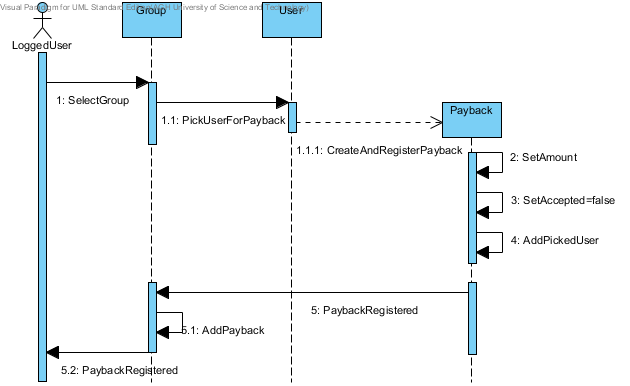 Visual Paradigm for UML Standard Edition(AGH University of Science and Technology)
Group
User
LoggedUser
Payback
1: SelectGroup
1.1: PickUserForPayback
1.1.1: CreateAndRegisterPayback
2: SetAmount
3: SetAccepted=false
4: AddPickedUser
5: PaybackRegistered
5.1: AddPayback
5.2: PaybackRegistered